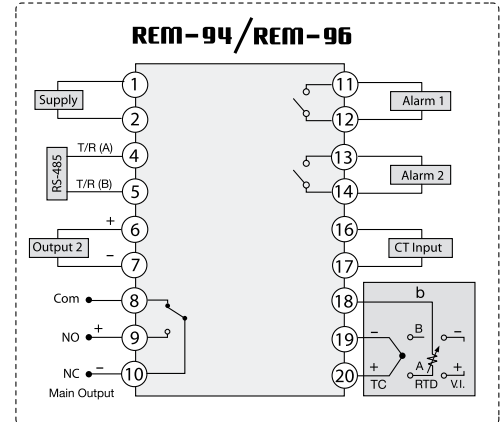 REM-94/REM-96
1
2
4
5
6
7
8
9
10
11
12
13
14
16
17
18
19
20
Supply
RS-485
T/R (A)
T/R (B)
Output 2
+
−
Com
NO +
NC −
Main Output
Alarm 1
Alarm 2
CT Input
b
− B −
+ A +
TC RTD V.I.